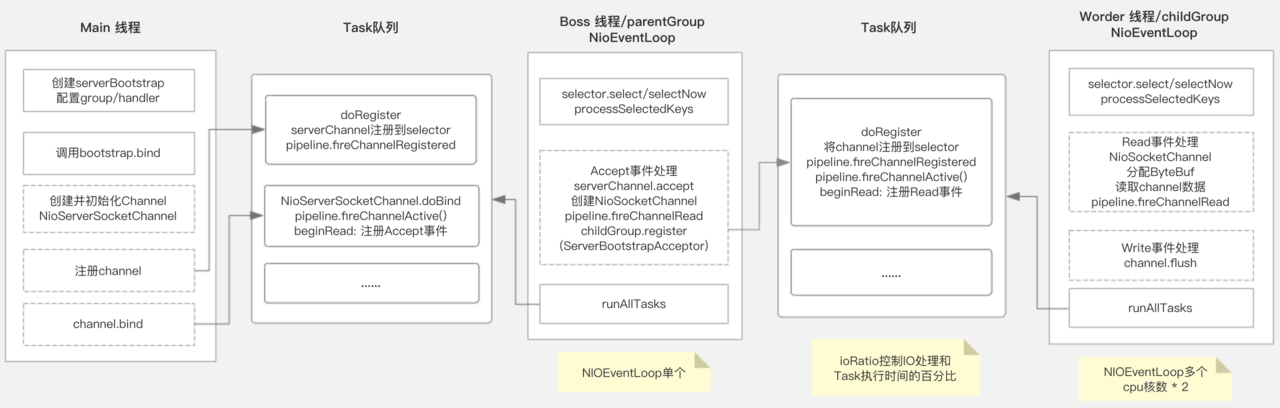 Main 线程
创建serverBootstrap
配置group/handler
调用bootstrap.bind
创建并初始化Channel
NioServerSocketChannel
注册channel
channel.bind
Task队列
doRegister
serverChannel注册到selector
pipeline.fireChannelRegistered
NioServerSocketChannel.doBind
pipeline.fireChannelActive()
beginRead: 注册Accept事件
......
Boss 线程/parentGroup
NioEventLoop
selector.select/selectNow
processSelectedKeys
Accept事件处理
serverChannel.accept
创建NioSocketChannel
pipeline.fireChannelRead
childGroup.register
(ServerBootstrapAcceptor)
runAllTasks
NIOEventLoop单个
Task队列
doRegister
将channel注册到selector
pipeline.fireChannelRegistered
pipeline.fireChannelActive()
beginRead: 注册Read事件
......
ioRatio控制IO处理和
Task执行时间的百分比
Worder 线程/childGroup
NioEventLoop
selector.select/selectNow
processSelectedKeys
Read事件处理
NioSocketChannel
分配ByteBuf
读取channel数据
pipeline.fireChannelRead
Write事件处理
channel.flush
runAllTasks
NIOEventLoop多个
cpu核数 * 2